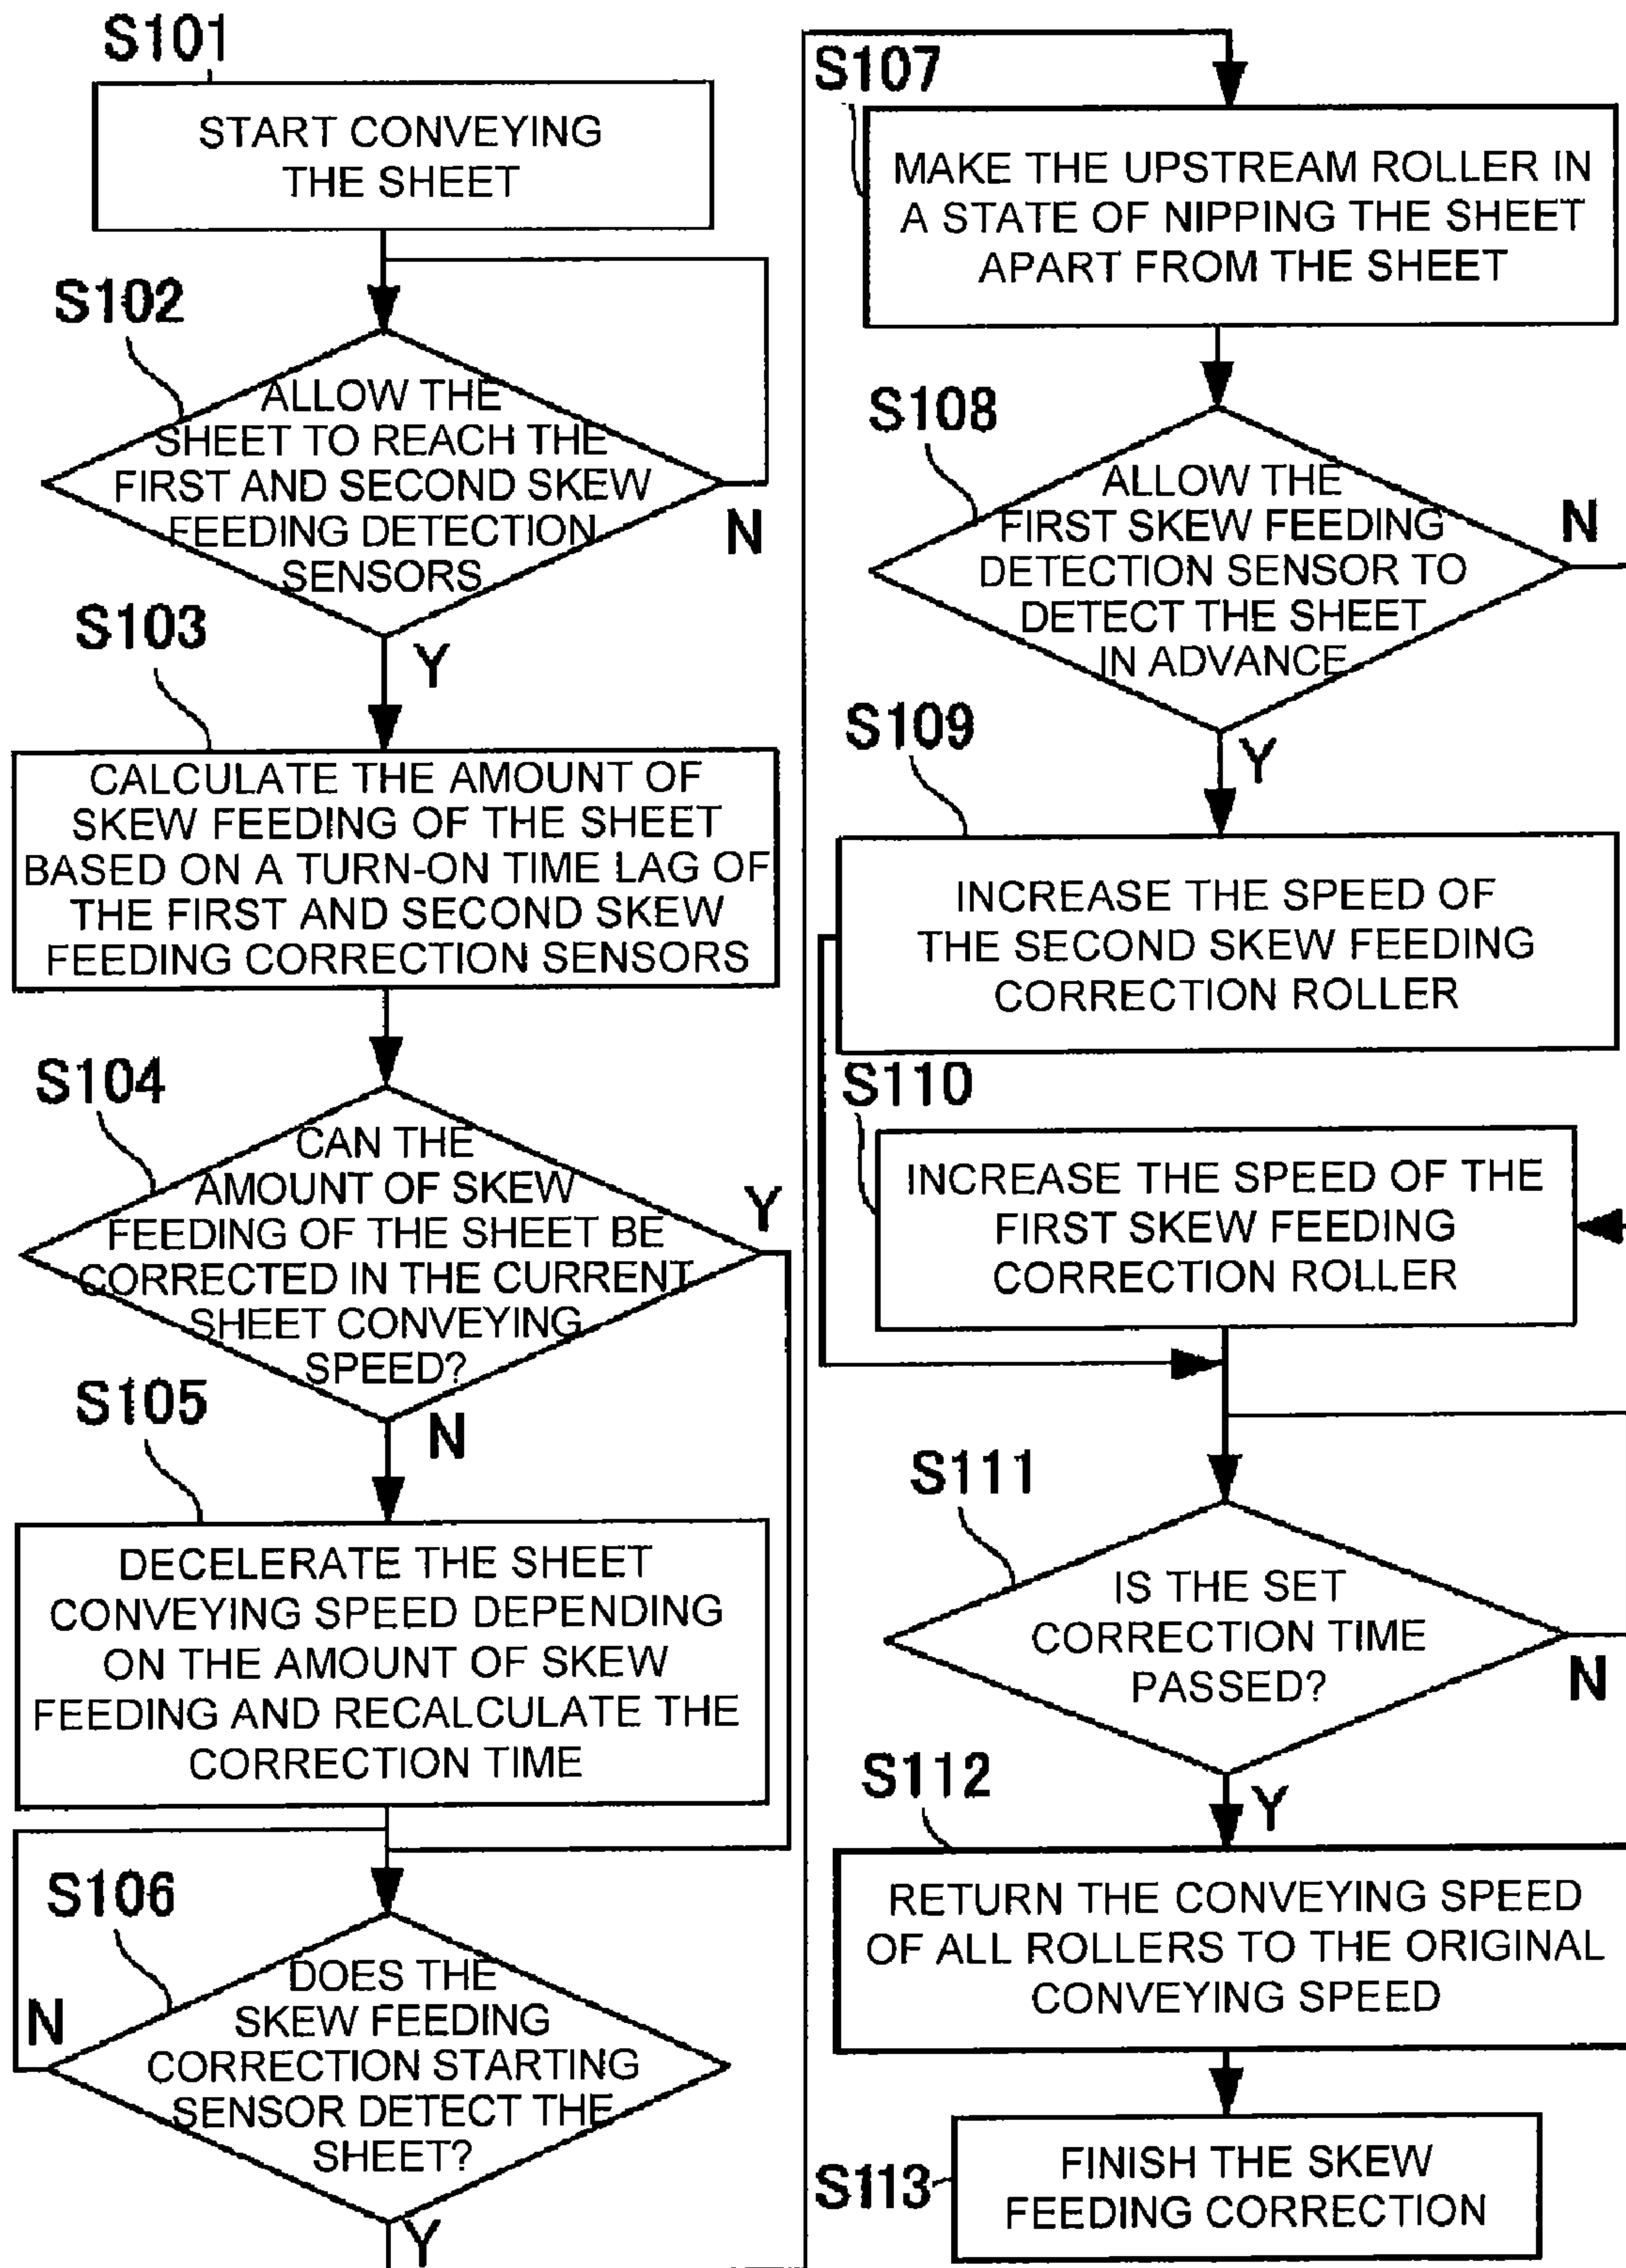 S101
START CONVEYING
THE SHEET
S102
ALLOW THE
SHEET TO REACH THE
FIRST AND SECOND SKEW
FEEDING DETECTION
SENSORS
N
Y
S103
CALCULATE THE AMOUNT OF
SKEW FEEDING OF THE SHEET
BASED ON A TURN-ON TIME LAG OF
THE FIRST AND SECOND SKEW
FEEDING CORRECTION SENSORS
S104
CAN THE
AMOUNT OF SKEW
FEEDING OF THE SHEET BE
CORRECTED IN THE CURRENT
SHEET CONVEYING
SPEED?
Y
N
S105
DECELERATE THE SHEET
CONVEYING SPEED DEPENDING
ON THE AMOUNT OF SKEW
FEEDING AND RECALCULATE THE
CORRECTION TIME
S106
DOES THE
SKEW FEEDING
CORRECTION STARTING
SENSOR DETECT THE
SHEET?
N
Y
S107
MAKE THE UPSTREAM ROLLER IN
A STATE OF NIPPING THE SHEET
APART FROM THE SHEET
S108
ALLOW THE
FIRST SKEW FEEDING
DETECTION SENSOR TO
DETECT THE SHEET
IN ADVANCE
N
Y
S109
INCREASE THE SPEED OF
THE SECOND SKEW FEEDING
CORRECTION ROLLER
S110
INCREASE THE SPEED OF THE
FIRST SKEW FEEDING
CORRECTION ROLLER
S111
IS THE SET
CORRECTION TIME
PASSED?
N
Y
S112
RETURN THE CONVEYING SPEED
OF ALL ROLLERS TO THE ORIGINAL
CONVEYING SPEED
S113
FINISH THE SKEW
FEEDING CORRECTION